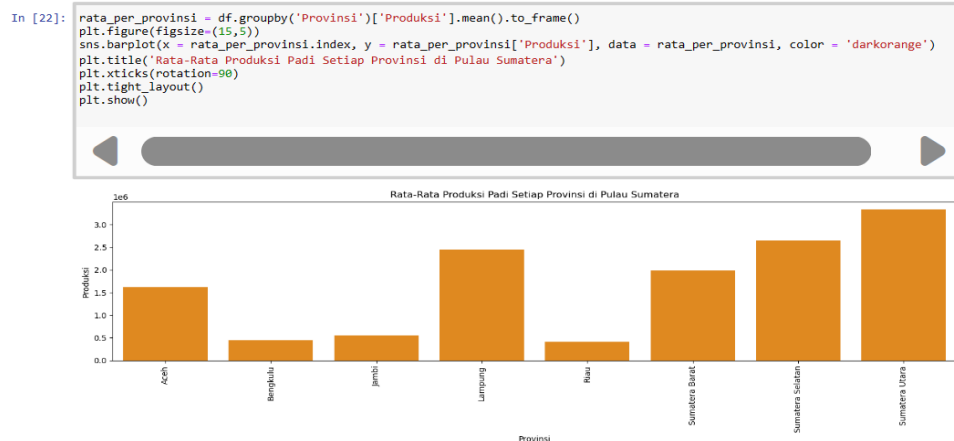 In [22]:
rata_per_provinsi = df.groupby('Provinsi')['Produksi'].mean().to_frame()
plt.figure(figsize=(15,5))
sns.barplot(x = rata_per_provinsi.index, y = rata_per_provinsi['Produksi'], data = rata_per_provinsi, color = 'darkorange')
plt.title('Rata-Rata Produksi Padi Setiap Provinsi di Pulau Sumatera')
plt.xticks(rotation=90)
plt.tight_layout()
plt.show()
Rata-Rata Produksi Padi Setiap Provinsi di Pulau Sumatera
1e6
3.0
2.5
2.0
1.5
1.0
0.5
0.0
Produksi
Aceh
Bengkulu
Jambi
Lampung
Riau
Sumatera Barat
Sumatera Selatan
Sumatera Utara
Provinsi